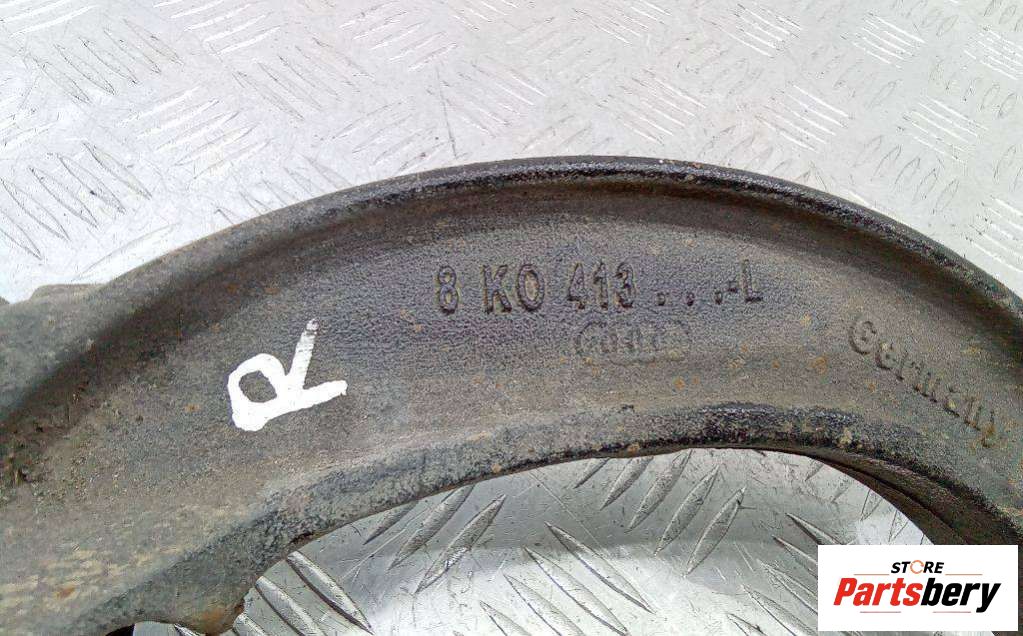 8 K0 413 . . .-L
Germany
R
STORE
Partsbery